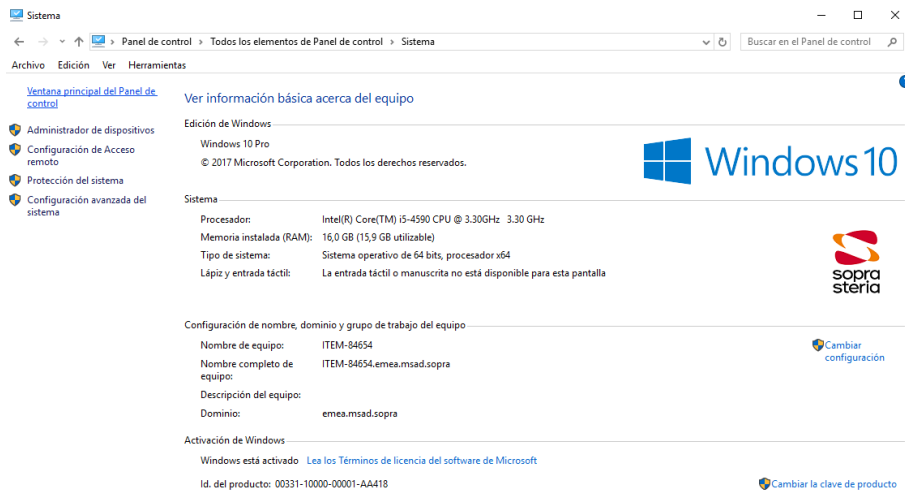 Sistema
Panel de control > Todos los elementos de Panel de control > Sistema
Buscar en el Panel de control
Archivo Edición Ver Herramientas
Ventana principal del Panel de
control
Administrador de dispositivos
Configuración de Acceso
remoto
Protección del sistema
Configuración avanzada del
sistema
Ver información básica acerca del equipo
Edición de Windows
Windows 10 Pro
© 2017 Microsoft Corporation. Todos los derechos reservados.
Windows 10
Sistema
Procesador: Intel(R) Core(TM) i5-4590 CPU @ 3.30GHz 3.30 GHz
Memoria instalada (RAM): 16,0 GB (15,9 GB utilizable)
Tipo de sistema: Sistema operativo de 64 bits, procesador x64
Lápiz y entrada táctil: La entrada táctil o manuscrita no está disponible para esta pantalla
sopra
steria
Configuración de nombre, dominio y grupo de trabajo del equipo
Nombre de equipo: ITEM-84654
Cambiar
configuración
Nombre completo de
equipo:
ITEM-84654.emea.msad.sopra
Descripción del equipo:
Dominio: emea.msad.sopra
Activación de Windows
Windows está activado Lea los Términos de licencia del software de Microsoft
Id. del producto: 00331-10000-00001-AA418
Cambiar la clave de producto